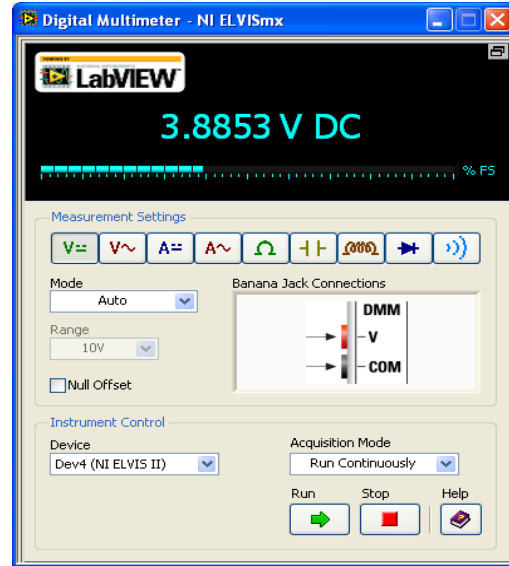 Digital Multimeter - NI ELVISmx
LabVIEW
3.8853 V DC
% FS
Measurement Settings
V
V
A
A
Ω
Mode
Auto
Banana Jack Connections
Range
10V
DMM
V
COM
Null Offset
Instrument Control
Device
Dev4 (NI ELVIS II)
Acquisition Mode
Run Continuously
Run
Stop
Help